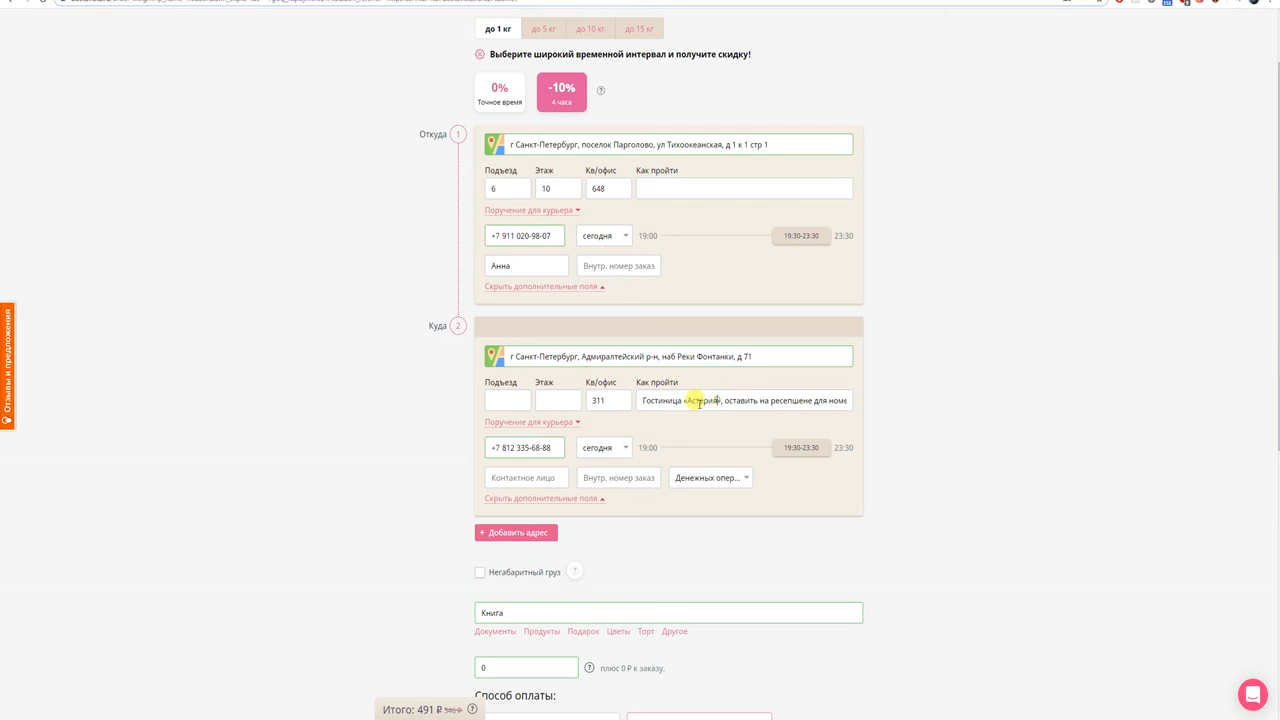 до 1 кг
до 5 кг
до 10 кг
до 15 кг
Выберите широкий временной интервал и получите скидку!
0%
Точное время
-10%
4 часа
?
Откуда
1
г Санкт-Петербург, поселок Парголово, ул Тихоокеанская, д 1 к 1 стр 1
Подъезд
Этаж
Кв/офис
Как пройти
6
10
648
Поручение для курьера
+7 911 020-98-07
сегодня
19:00
19:30-23:30
23:30
Анна
Внутр. номер заказ
Скрыть дополнительные поля
Куда
2
г Санкт-Петербург, Адмиралтейский р-н, наб Реки Фонтанки, д 71
Подъезд
Этаж
Кв/офис
Как пройти
311
Гостиница «Астерия», оставить на ресепшене для номе
Поручение для курьера
+7 812 335-68-88
сегодня
19:00
19:30-23:30
23:30
Контактное лицо
Внутр. номер заказ
Денежных опер...
Скрыть дополнительные поля
+ Добавить адрес
Негабаритный груз
?
Книга
Документы
Продукты
Подарок
Цветы
Торт
Другое
0
?
плюс 0 ₽ к заказу.
Способ оплаты:
Итого: 491 ₽ 546 ₽
?
Отзывы и предложения